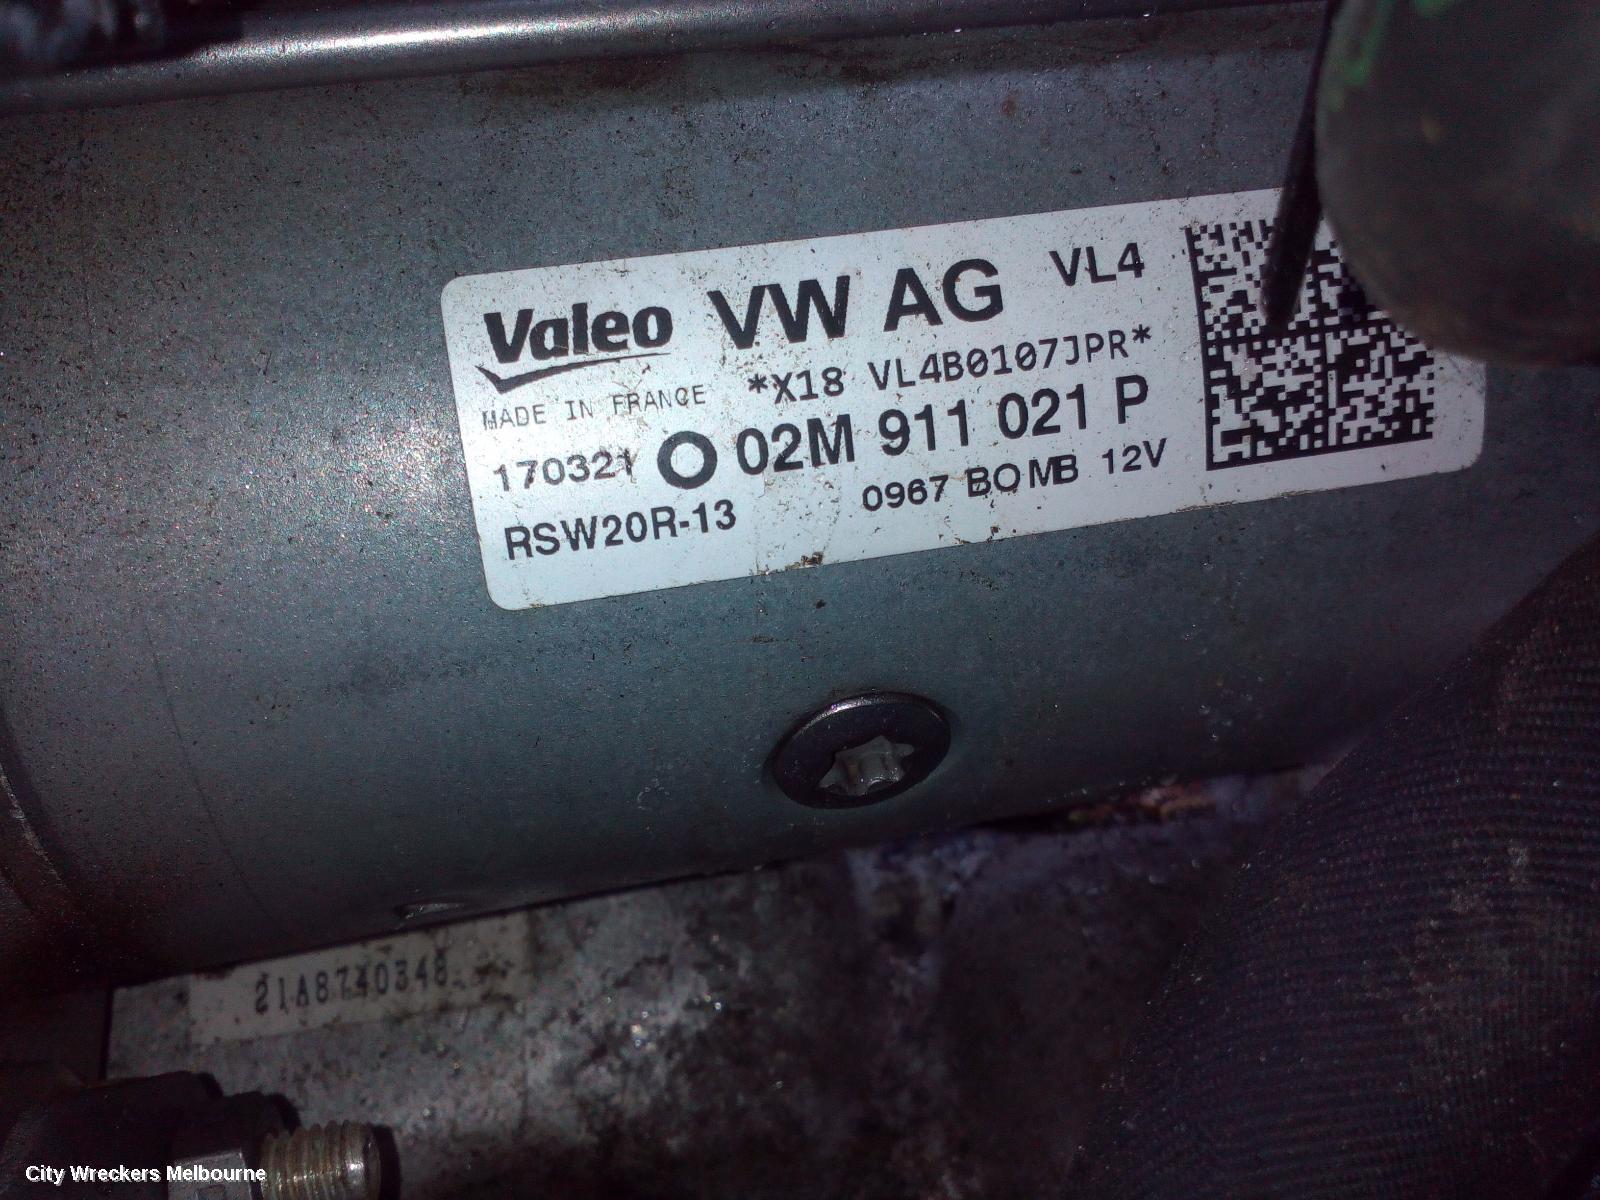 Valeo VW AG VL4
MADE IN FRANCE *X18 VL4B0107JPR*
170321 O 02M 911 021 P
RSW20R-13 0967 BOMB 12V
21A8740348
City Wreckers Melbourne